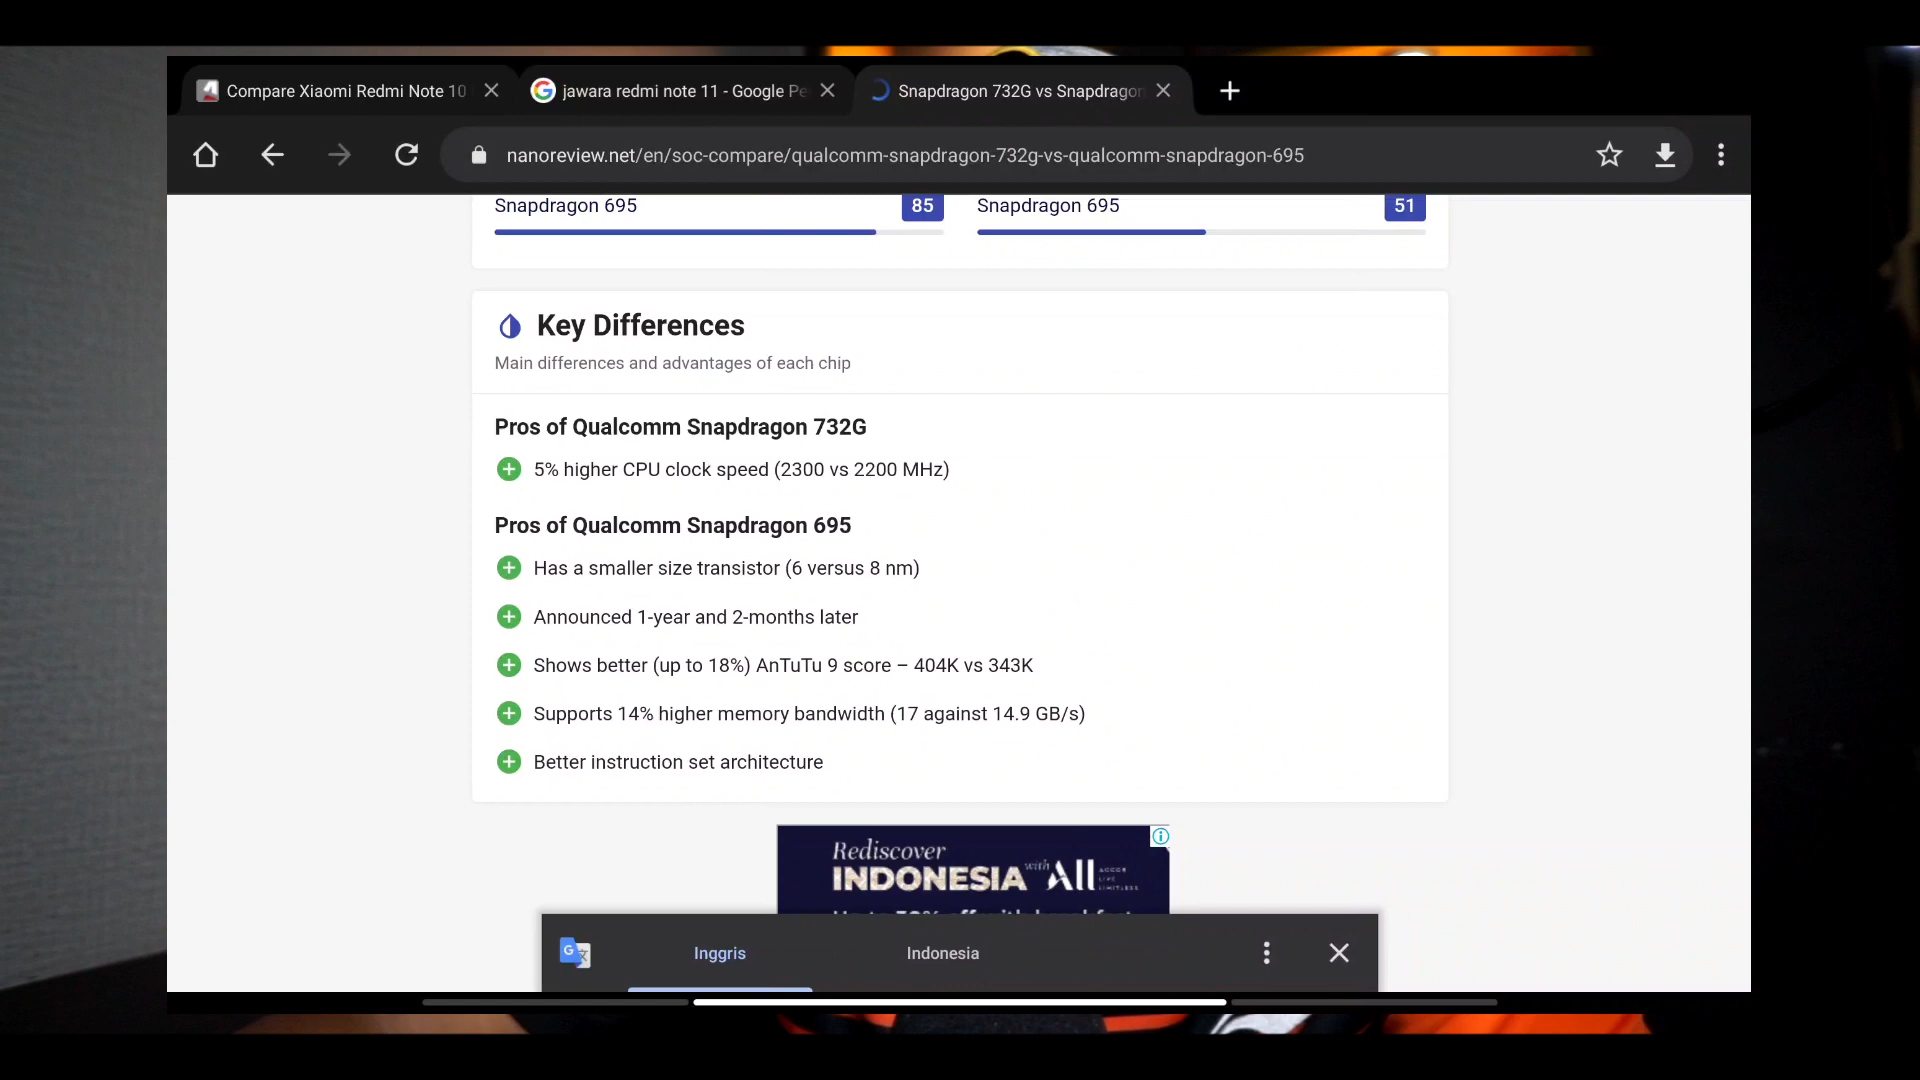 Compare Xiaomi Redmi Note 10
jawara redmi note 11 - Google Pe
Snapdragon 732G vs Snapdragon
nanoreview.net/en/soc-compare/qualcomm-snapdragon-732g-vs-qualcomm-snapdragon-695
Snapdragon 695 85
Snapdragon 695 51
Key Differences
Main differences and advantages of each chip
Pros of Qualcomm Snapdragon 732G
5% higher CPU clock speed (2300 vs 2200 MHz)
Pros of Qualcomm Snapdragon 695
Has a smaller size transistor (6 versus 8 nm)
Announced 1-year and 2-months later
Shows better (up to 18%) AnTuTu 9 score – 404K vs 343K
Supports 14% higher memory bandwidth (17 against 14.9 GB/s)
Better instruction set architecture
Rediscover
INDONESIA with All
Inggris
Indonesia